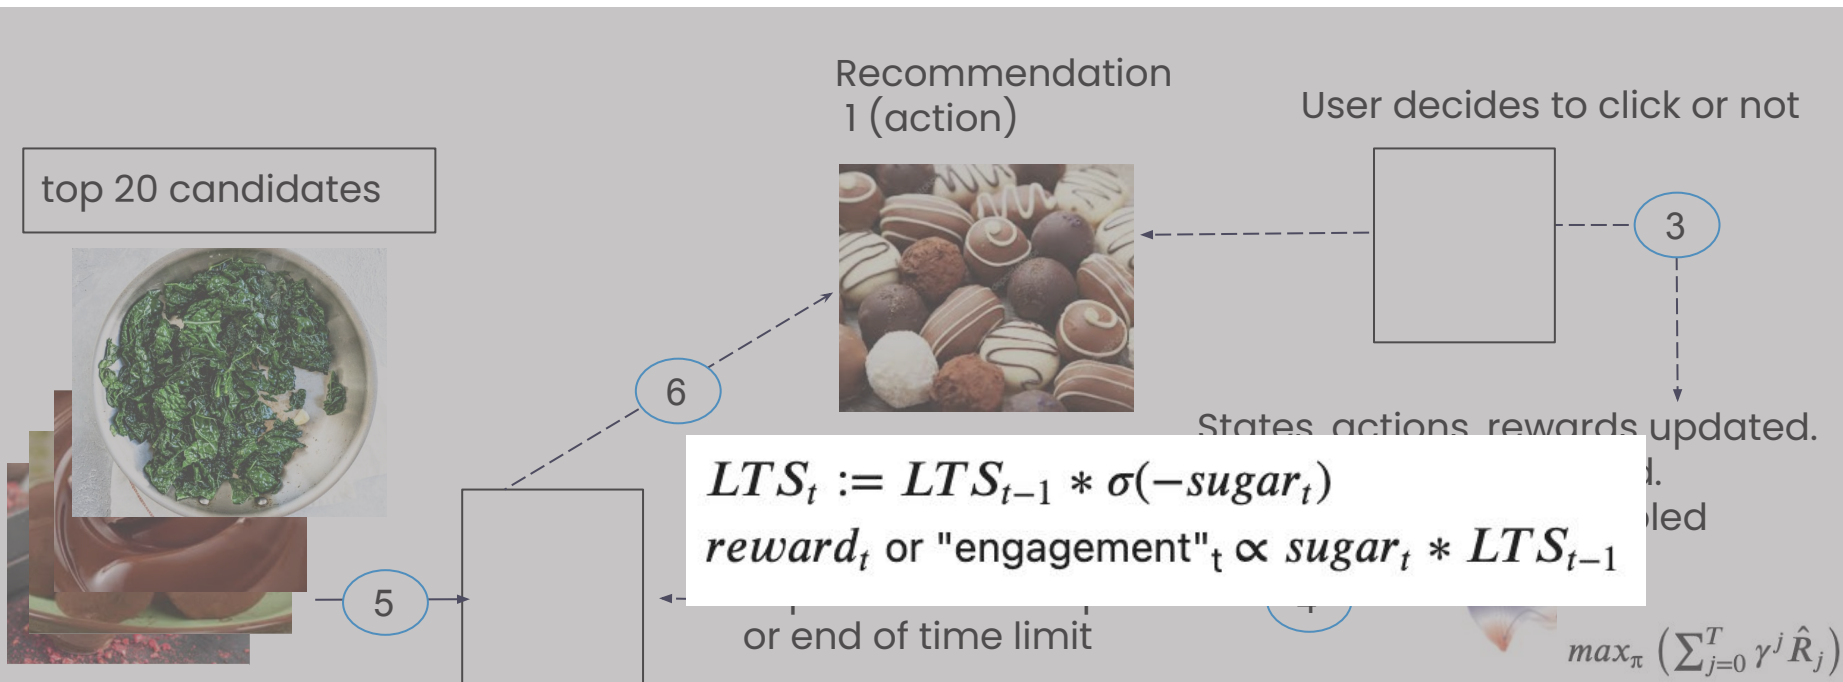 Recommendation
1 (action)
User decides to click or not
top 20 candidates
3
6
States, actions, rewards updated.
d.
LTS_t := LTS_{t−1} ∗ σ(−sugar_t)
reward_t or "engagement"_t ∝ sugar_t ∗ LTS_{t−1}
5
4
or end of time limit
max_π (∑_{j=0}^T γ^j R̂_j)